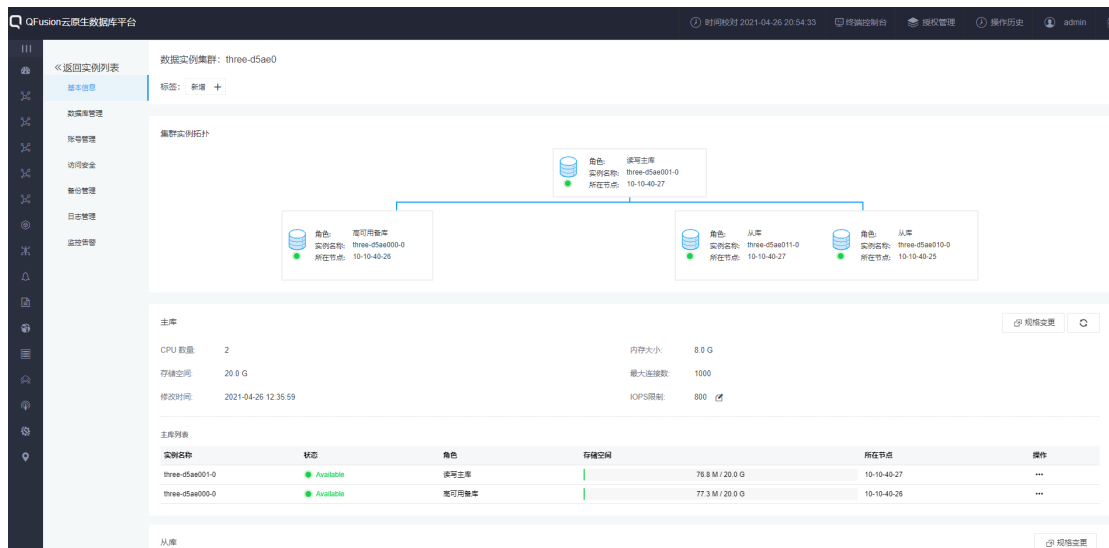 QFusion云原生数据库平台
时间校对 2021-04-26 20:54:33 终端控制台 授权管理 操作历史 admin
≪返回实例列表
基本信息
数据库管理
账号管理
访问安全
备份管理
日志管理
监控告警
数据实例集群：three-d5ae0
标签： 新增 +
集群实例拓扑
角色: 读写主库
实例名称: three-d5ae001-0
所在节点: 10-10-40-27
角色: 高可用备库
实例名称: three-d5ae000-0
所在节点: 10-10-40-26
角色: 从库
实例名称: three-d5ae011-0
所在节点: 10-10-40-27
角色: 从库
实例名称: three-d5ae010-0
所在节点: 10-10-40-25
主库
规格变更
CPU 数量: 2 内存大小: 8.0 G
存储空间: 20.0 G 最大连接数: 1000
修改时间: 2021-04-26 12:35:59 IOPS限制: 800
主库列表
实例名称 状态 角色 存储空间 所在节点 操作
three-d5ae001-0 Available 读写主库 76.8 M / 20.0 G 10-10-40-27 •••
three-d5ae000-0 Available 高可用备库 77.3 M / 20.0 G 10-10-40-26 •••
从库
规格变更